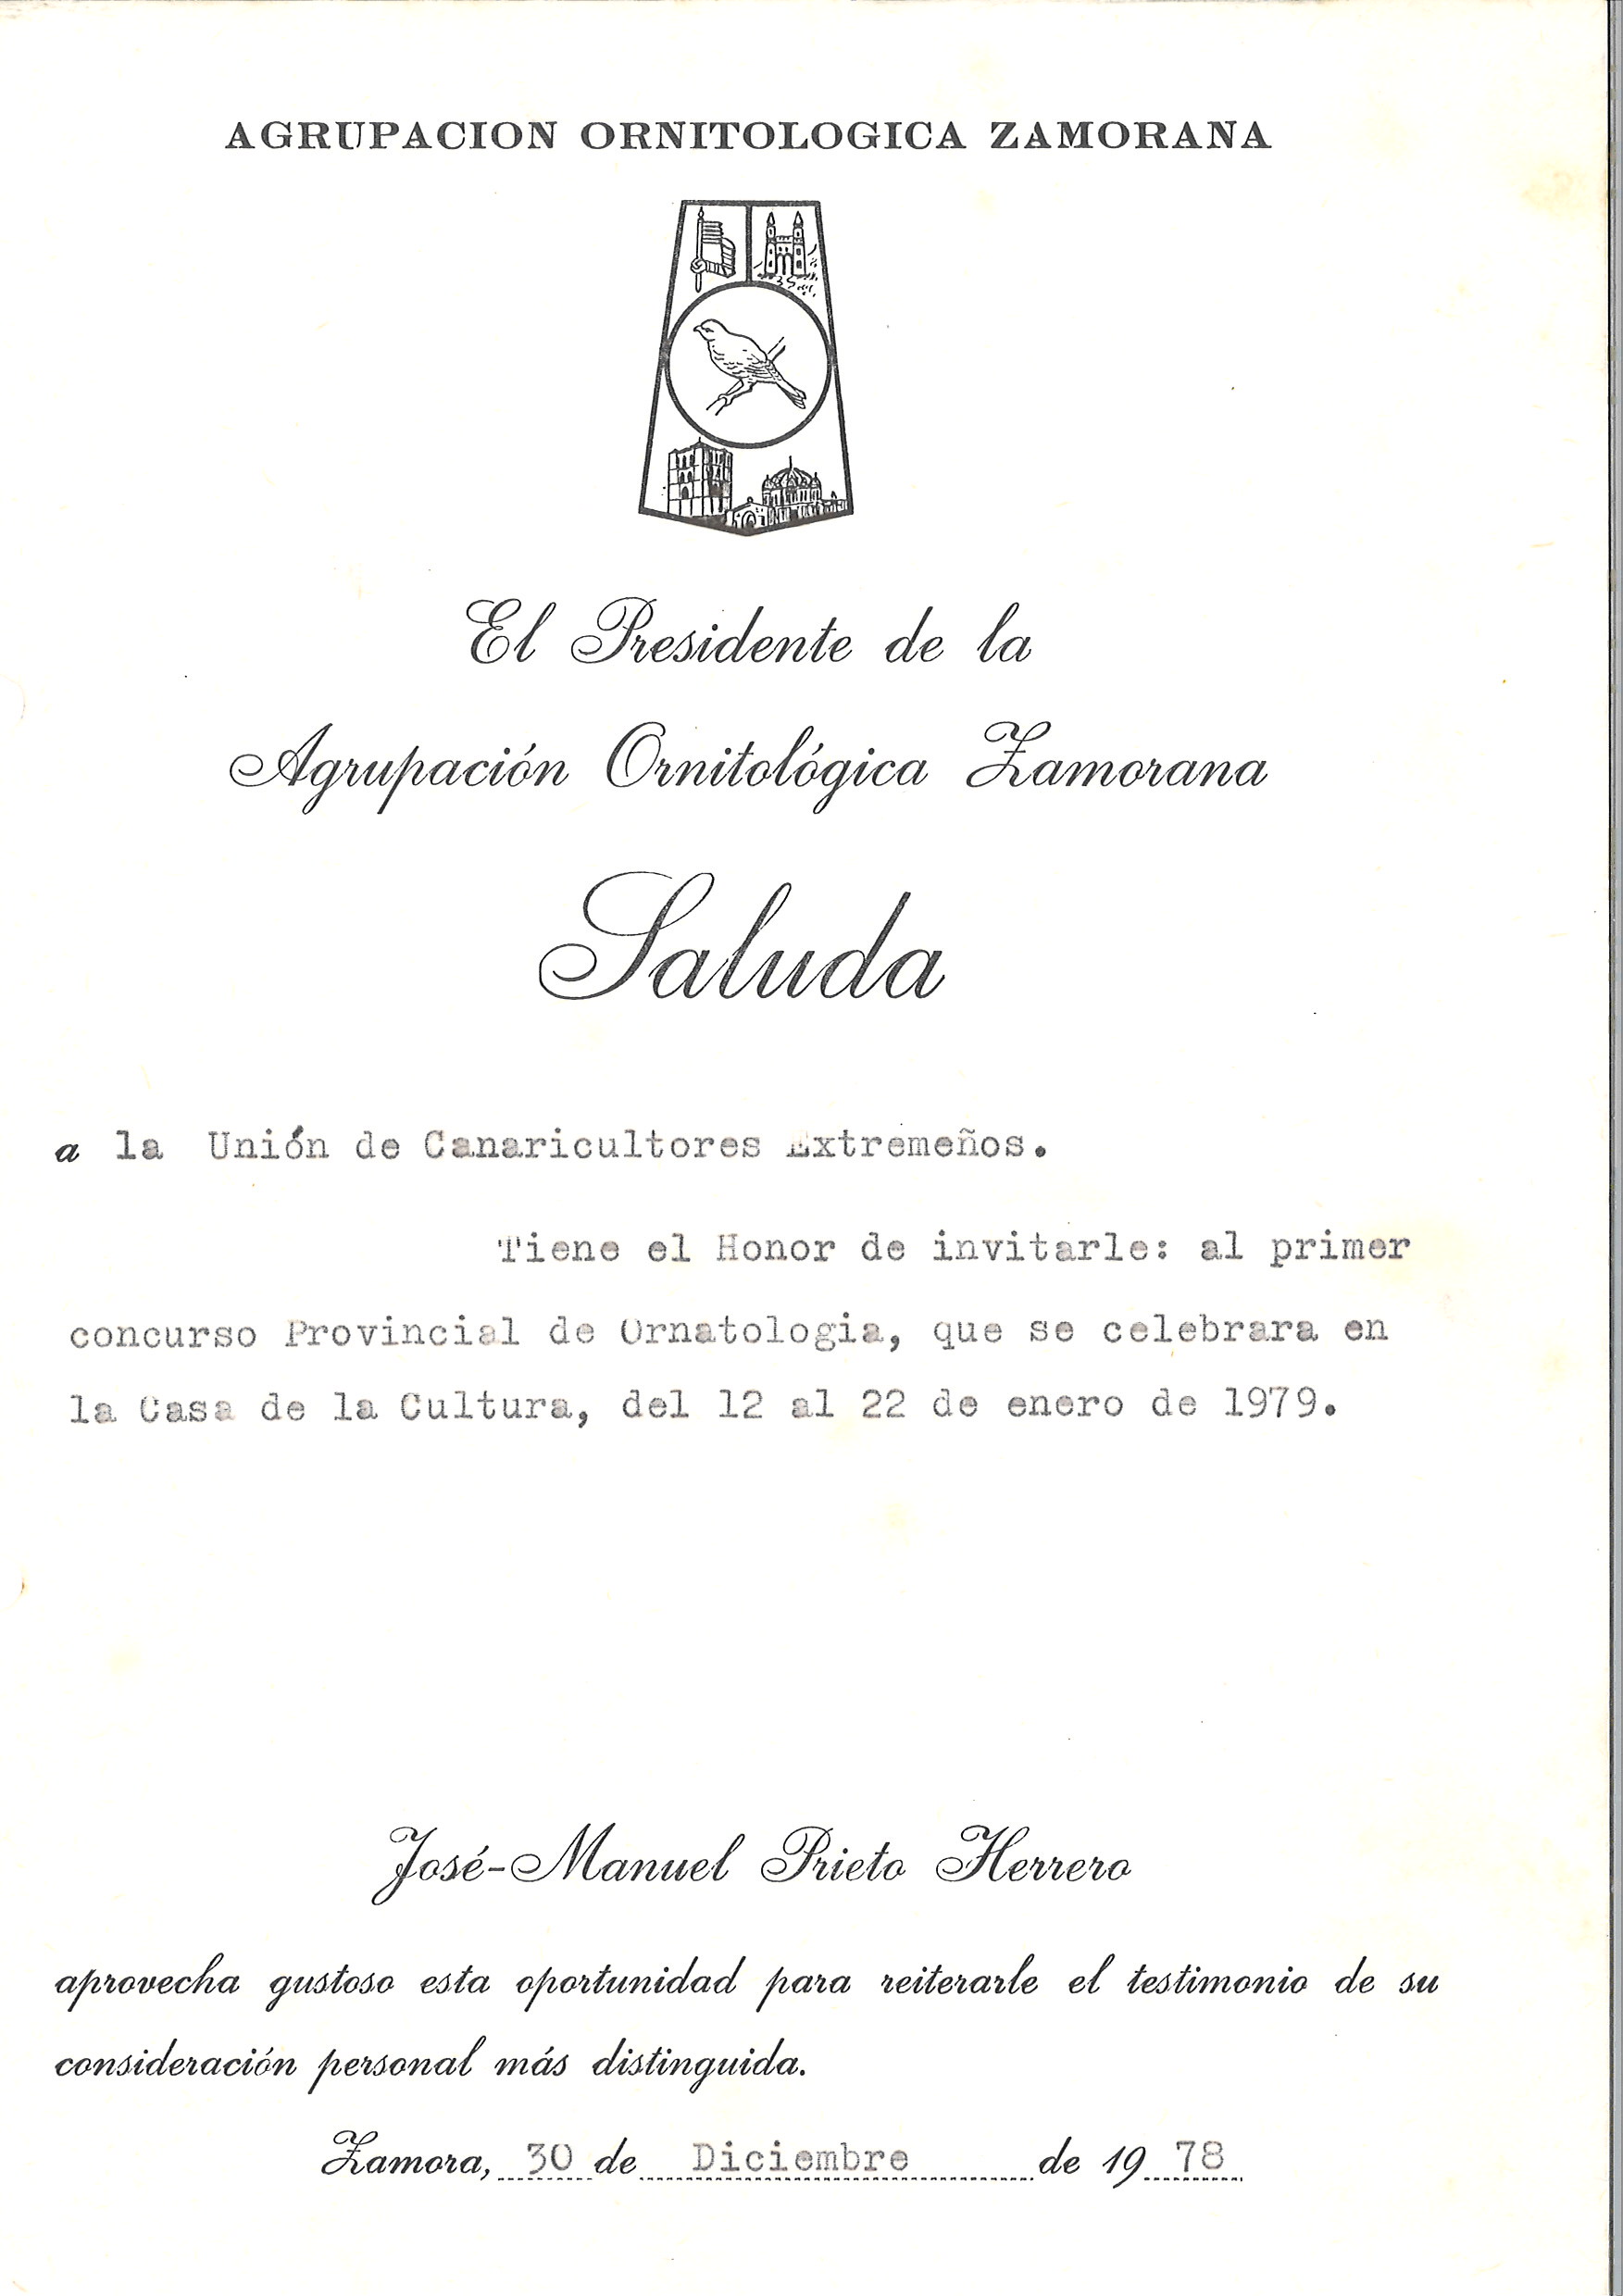 AGRUPACION ORNITOLOGICA ZAMORANA
El Presidente de la
Agrupación Ornitológica Zamorana
Saluda
a la Unión de Canaricultores Extremeños.
Tiene el Honor de invitarle: al primer
concurso Provincial de Ornatologia, que se celebrara en
la Casa de la Cultura, del 12 al 22 de enero de 1979.
José-Manuel Prieto Herrero
aprovecha gustoso esta oportunidad para reiterarle el testimonio de su
consideración personal más distinguida.
Zamora, 30 de Diciembre de 1978